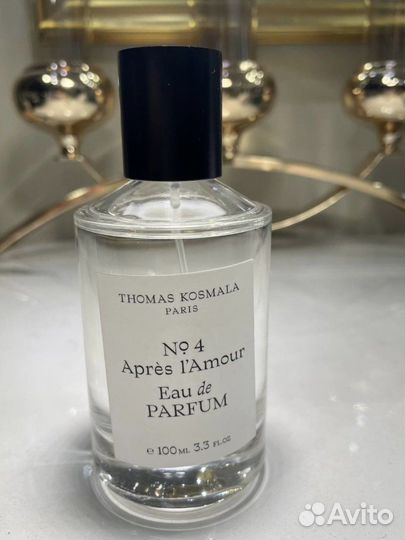 THOMAS KOSMALA
PARIS
Nº 4
Après l'Amour
Eau de
PARFUM
e 100 ML 3.3 FL.OZ
Avito